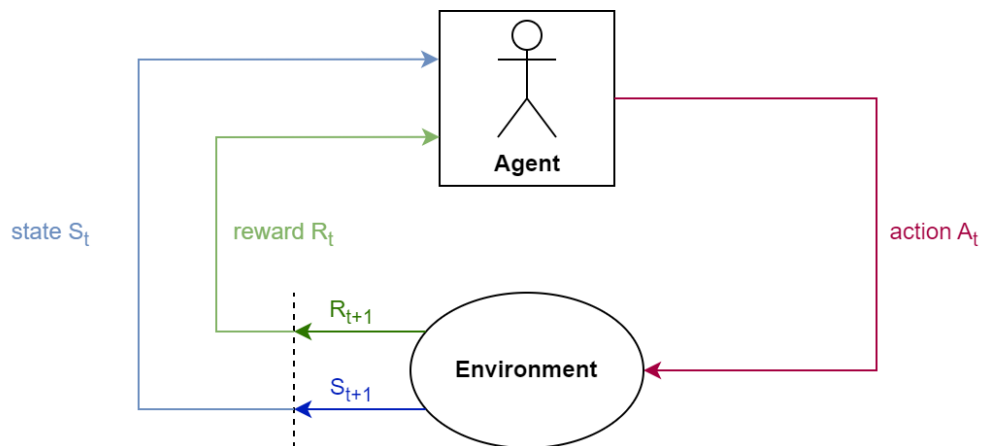 Agent
state Sₜ
reward Rₜ
action Aₜ
Rₜ₊₁
Environment
Sₜ₊₁